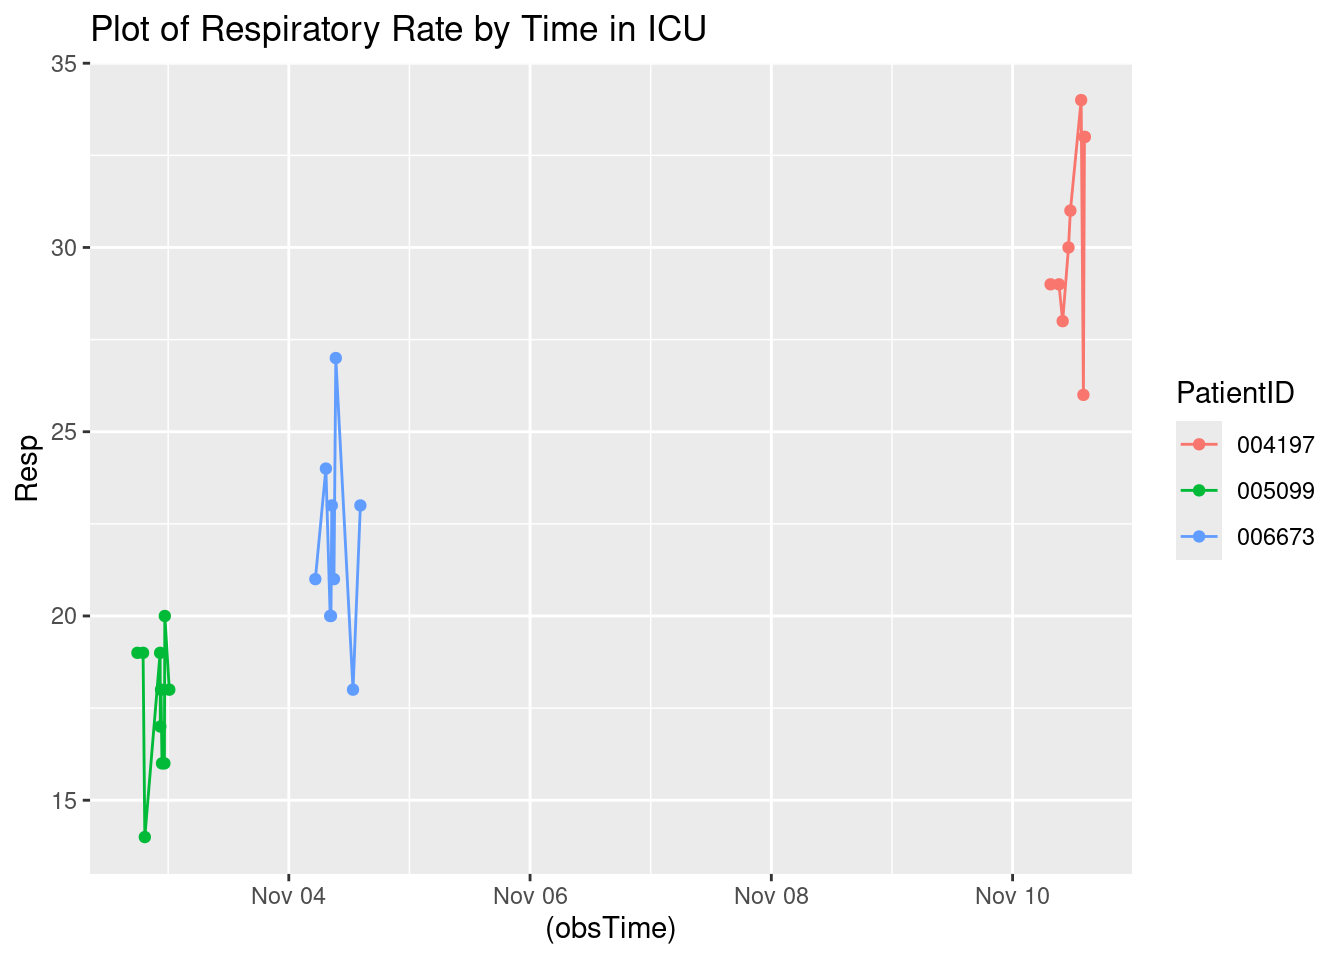 Plot of Respiratory Rate by Time in ICU
35
30
25
20
15
Resp
Nov 04
Nov 06
Nov 08
Nov 10
(obsTime)
PatientID
004197
005099
006673